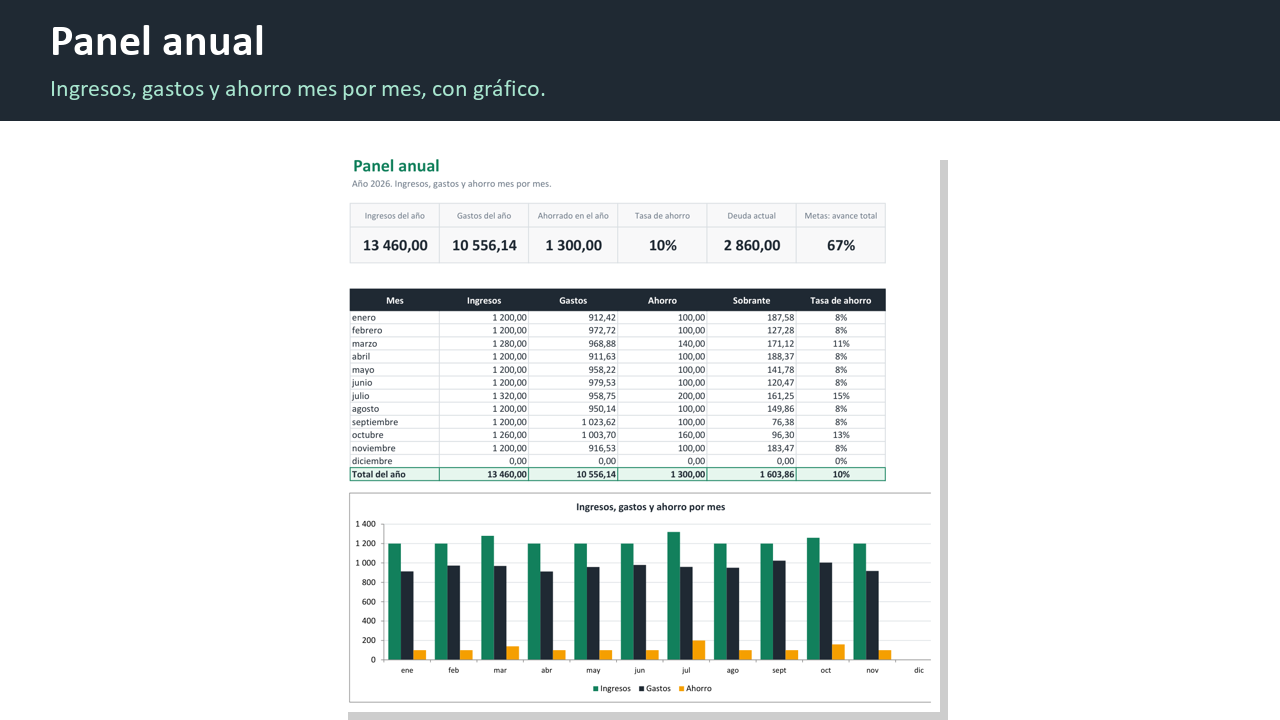 Panel anual
Ingresos, gastos y ahorro mes por mes, con gráfico.
Panel anual
Año 2026. Ingresos, gastos y ahorro mes por mes.
Ingresos del año Gastos del año Ahorrado en el año Tasa de ahorro Deuda actual Metas: avance total
13 460,00 10 556,14 1 300,00 10% 2 860,00 67%
Mes Ingresos Gastos Ahorro Sobrante Tasa de ahorro
enero 1 200,00 912,42 100,00 187,58 8%
febrero 1 200,00 972,72 100,00 127,28 8%
marzo 1 280,00 968,88 140,00 171,12 11%
abril 1 200,00 911,63 100,00 188,37 8%
mayo 1 200,00 958,22 100,00 141,78 8%
junio 1 200,00 979,53 100,00 120,47 8%
julio 1 320,00 958,75 200,00 161,25 15%
agosto 1 200,00 950,14 100,00 149,86 8%
septiembre 1 200,00 1 023,62 100,00 76,38 8%
octubre 1 260,00 1 003,70 160,00 96,30 13%
noviembre 1 200,00 916,53 100,00 183,47 8%
diciembre 0,00 0,00 0,00 0,00 0%
Total del año 13 460,00 10 556,14 1 300,00 1 603,86 10%
Ingresos, gastos y ahorro por mes
1 400
1 200
1 000
800
600
400
200
0
ene feb mar abr may jun jul ago sept oct nov dic
Ingresos Gastos Ahorro